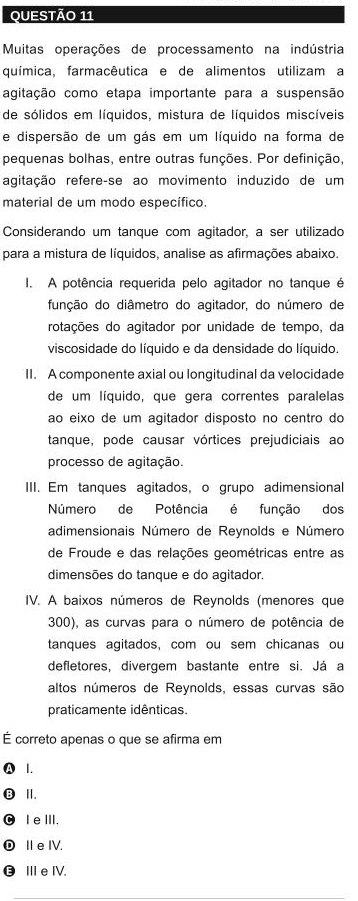 QUESTÃO 11
Muitas operações de processamento na indústria
química, farmacêutica e de alimentos utilizam a
agitação como etapa importante para a suspensão
de sólidos em líquidos, mistura de líquidos miscíveis
e dispersão de um gás em um líquido na forma de
pequenas bolhas, entre outras funções. Por definição,
agitação refere-se ao movimento induzido de um
material de um modo específico.
Considerando um tanque com agitador, a ser utilizado
para a mistura de líquidos, analise as afirmações abaixo.
I. A potência requerida pelo agitador no tanque é
função do diâmetro do agitador, do número de
rotações do agitador por unidade de tempo, da
viscosidade do líquido e da densidade do líquido.
II. A componente axial ou longitudinal da velocidade
de um líquido, que gera correntes paralelas
ao eixo de um agitador disposto no centro do
tanque, pode causar vórtices prejudiciais ao
processo de agitação.
III. Em tanques agitados, o grupo adimensional
Número de Potência é função dos
adimensionais Número de Reynolds e Número
de Froude e das relações geométricas entre as
dimensões do tanque e do agitador.
IV. A baixos números de Reynolds (menores que
300), as curvas para o número de potência de
tanques agitados, com ou sem chicanas ou
defletores, divergem bastante entre si. Já a
altos números de Reynolds, essas curvas são
praticamente idênticas.
É correto apenas o que se afirma em
A I.
B II.
C I e III.
D II e IV.
E III e IV.